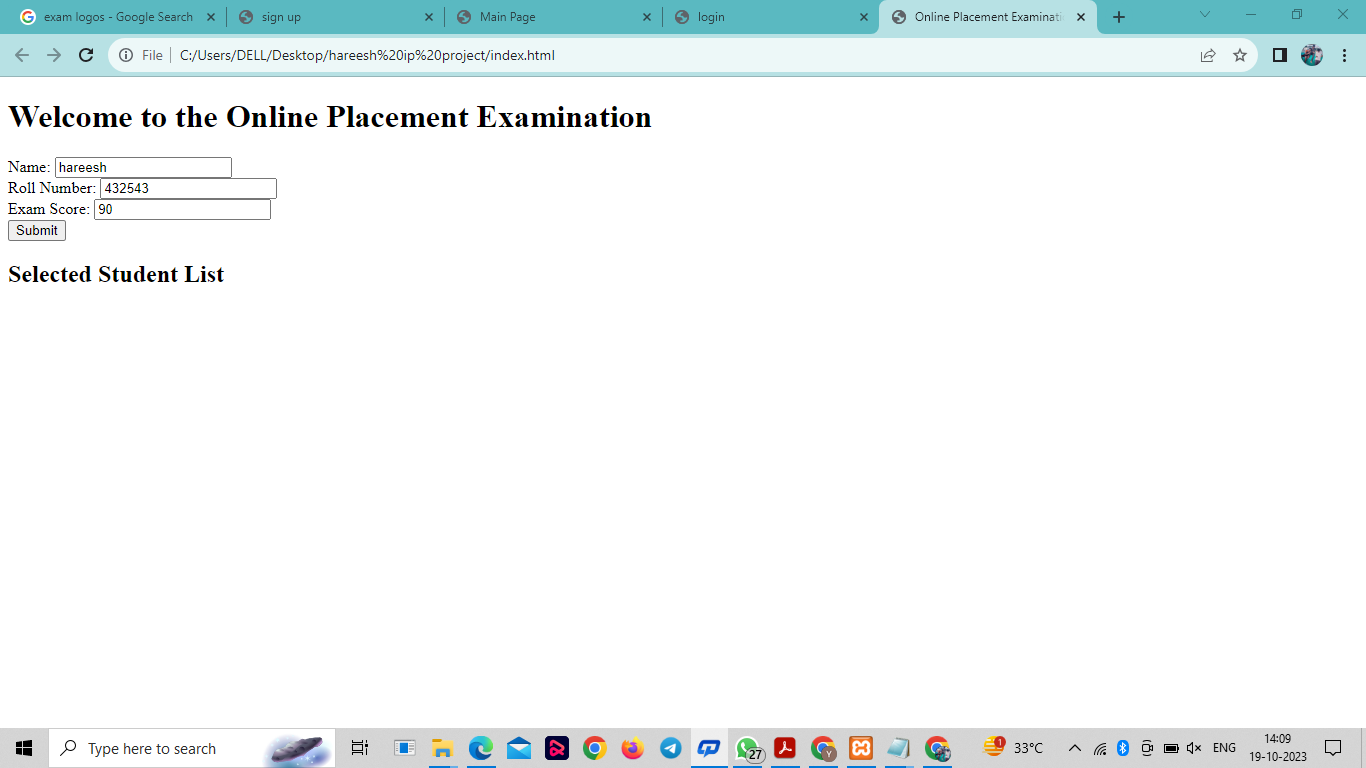 exam logos - Google Search
sign up
Main Page
login
Online Placement Examinati
File
C:/Users/DELL/Desktop/hareesh%20ip%20project/index.html
Welcome to the Online Placement Examination
Name: hareesh
Roll Number: 432543
Exam Score: 90
Submit
Selected Student List
Type here to search
27
Y
1
33°C
ENG
14:09
19-10-2023